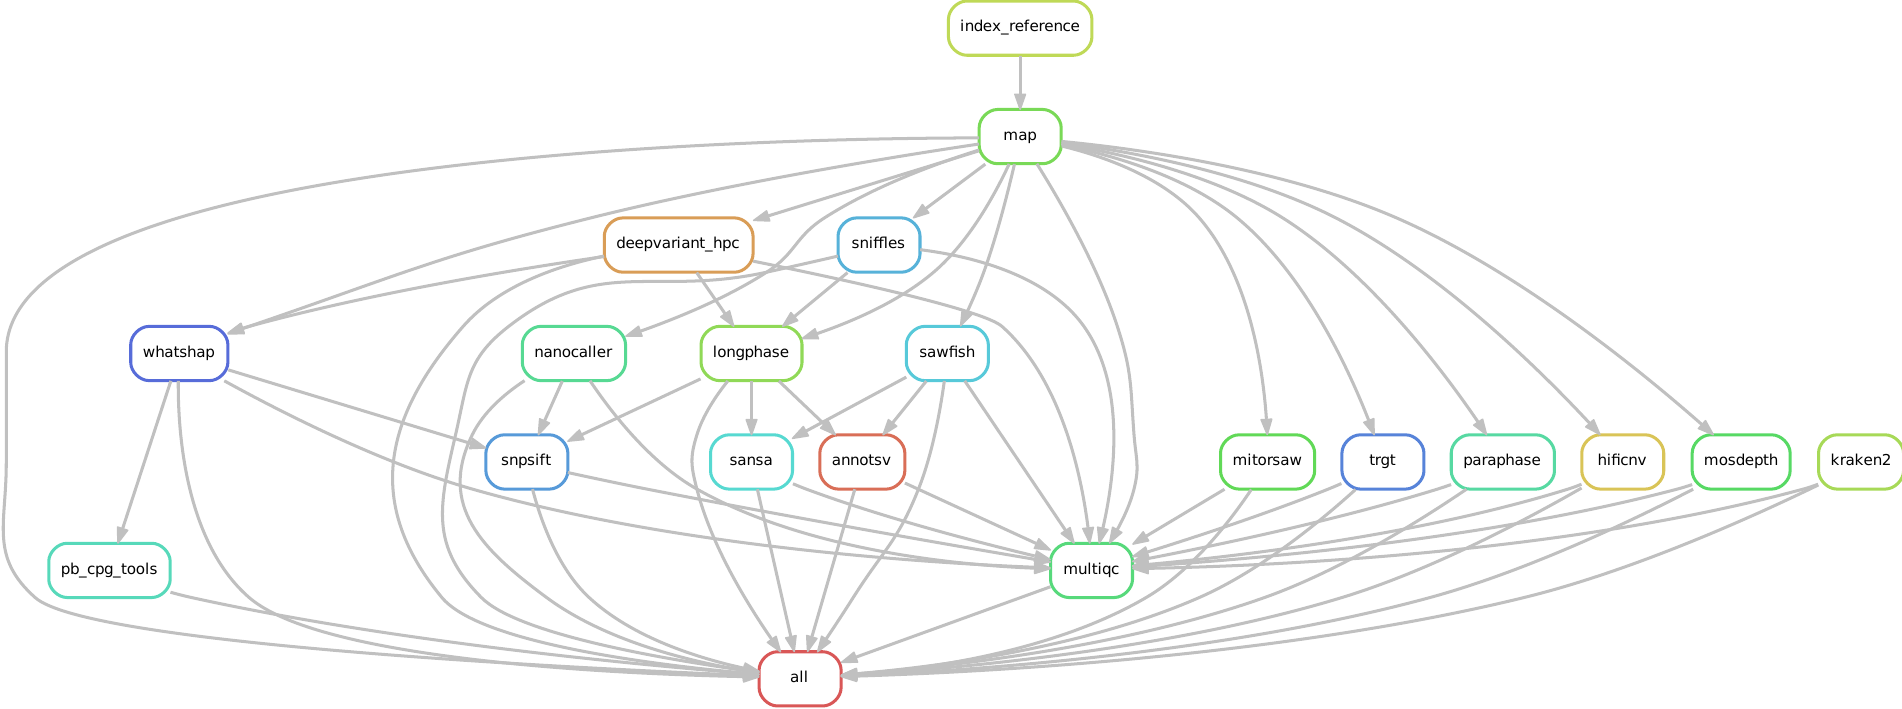 index_reference
map
deepvariant_hpc
sniffles
whatshap
nanocaller
longphase
sawfish
snpsift
sansa
annotsv
mitorsaw
trgt
paraphase
hificnv
mosdepth
kraken2
pb_cpg_tools
multiqc
all